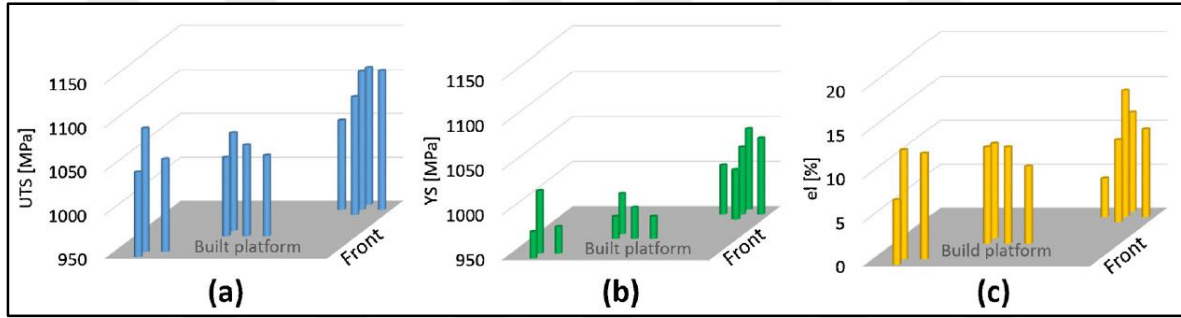 UTS [MPa]
1150
1100
1050
1000
950
Built platform
Front
(a)
YS [MPa]
1150
1100
1050
1000
950
Built platform
Front
(b)
el [%]
20
15
10
5
0
Build platform
Front
(c)